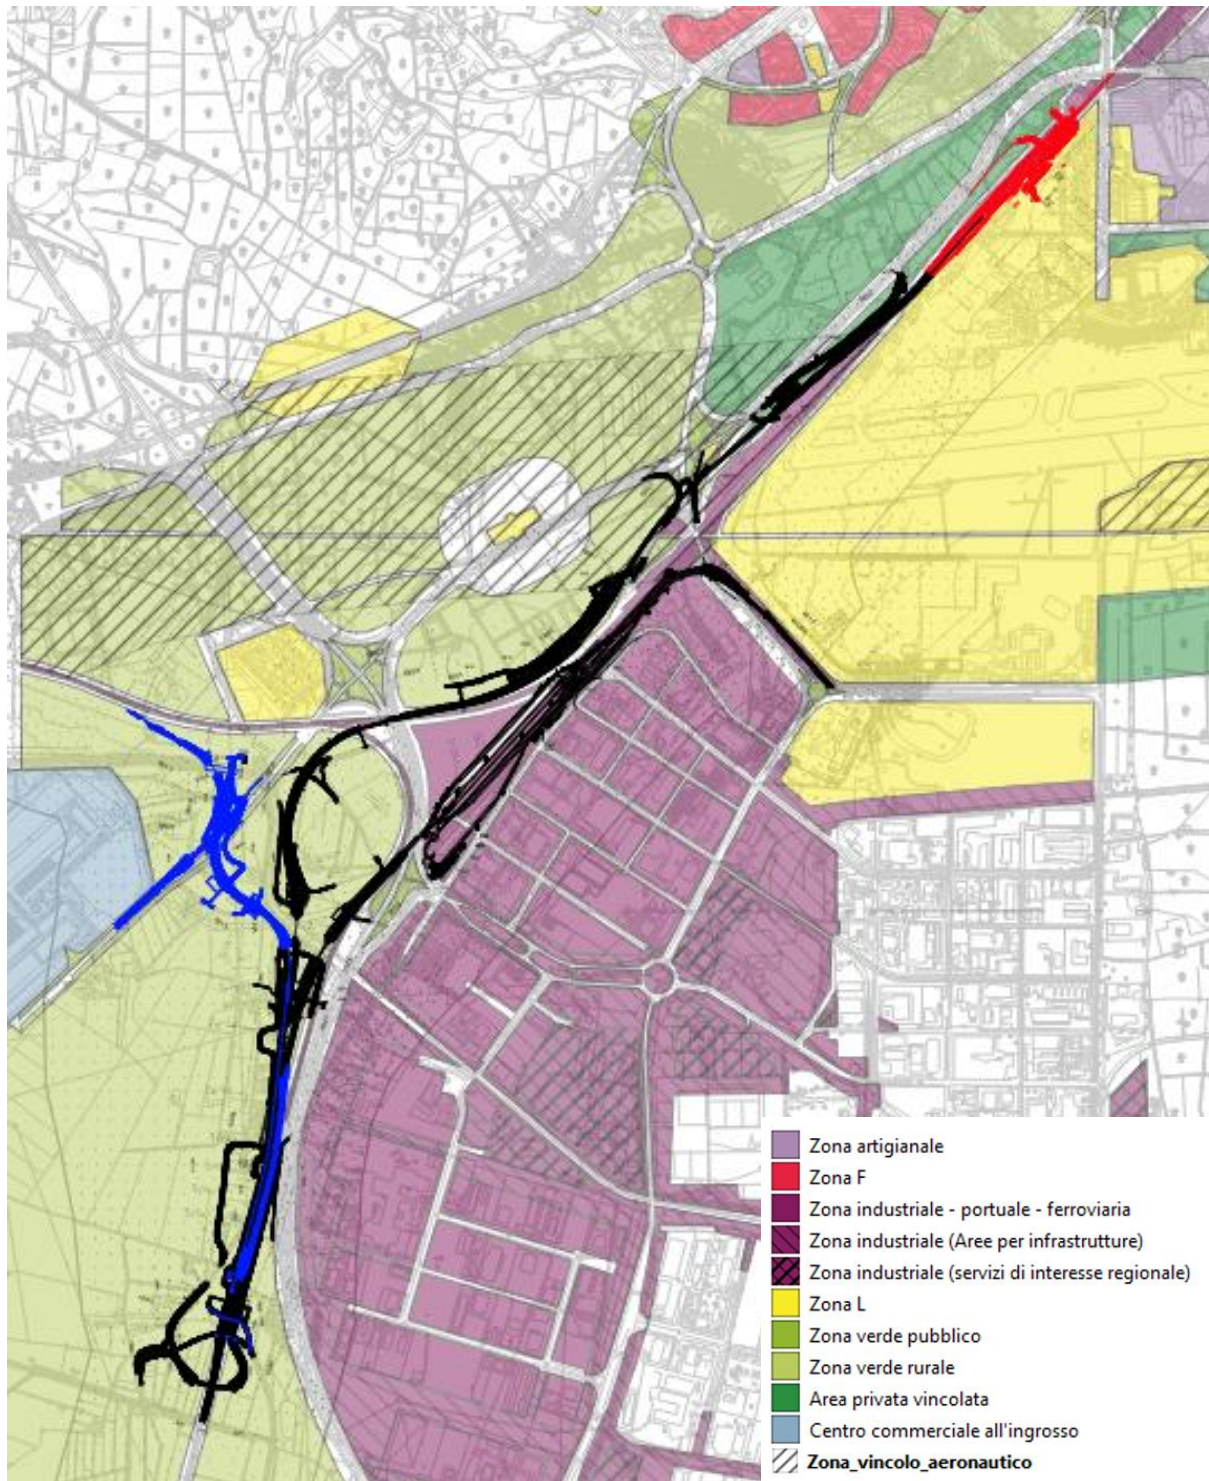 Zona artigianale
Zona F
Zona industriale - portuale - ferroviaria
Zona industriale (Aree per infrastrutture)
Zona industriale (servizi di interesse regionale)
Zona L
Zona verde pubblico
Zona verde rurale
Area privata vincolata
Centro commerciale all'ingrosso
Zona_vincolo_aeronautico